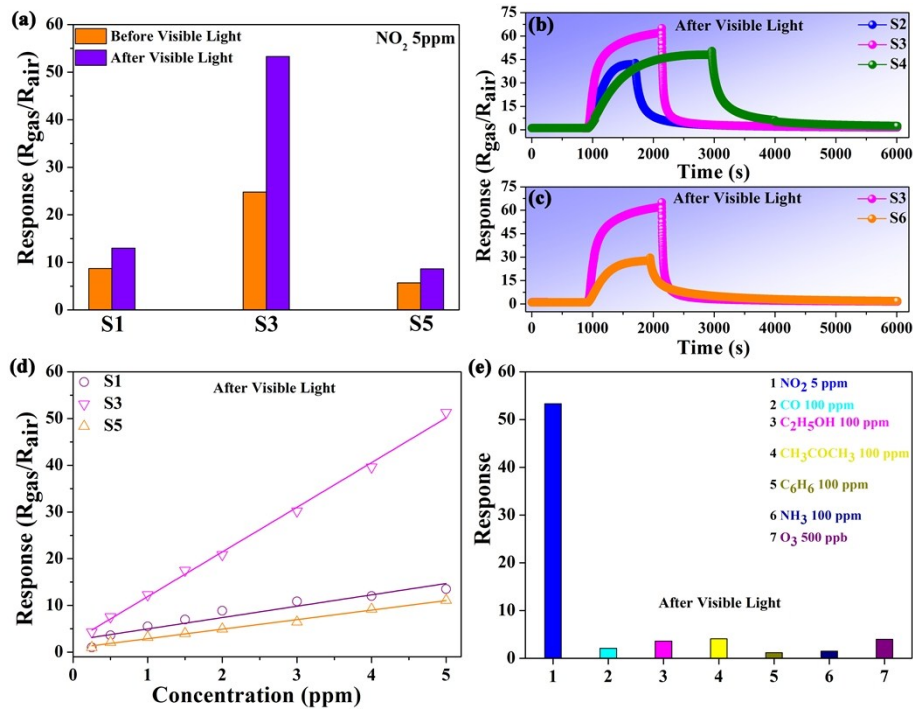 (a)
Before Visible Light
After Visible Light
NO2 5ppm
60
50
40
30
20
10
0
Response (Rgas/Rair)
S1 S3 S5
(b)
After Visible Light
S2
S3
S4
75
60
45
30
15
0
Response (Rgas/Rair)
0 1000 2000 3000 4000 5000 6000
Time (s)
(c)
After Visible Light
S3
S6
75
60
45
30
15
0
0 1000 2000 3000 4000 5000 6000
Time (s)
(d)
S1
S3
S5
After Visible Light
60
50
40
30
20
10
0
Response (Rgas/Rair)
0 1 2 3 4 5
Concentration (ppm)
(e)
1 NO2 5 ppm
2 CO 100 ppm
3 C2H5OH 100 ppm
4 CH3COCH3 100 ppm
5 C6H6 100 ppm
6 NH3 100 ppm
7 O3 500 ppb
After Visible Light
60
50
40
30
20
10
0
Response
1 2 3 4 5 6 7